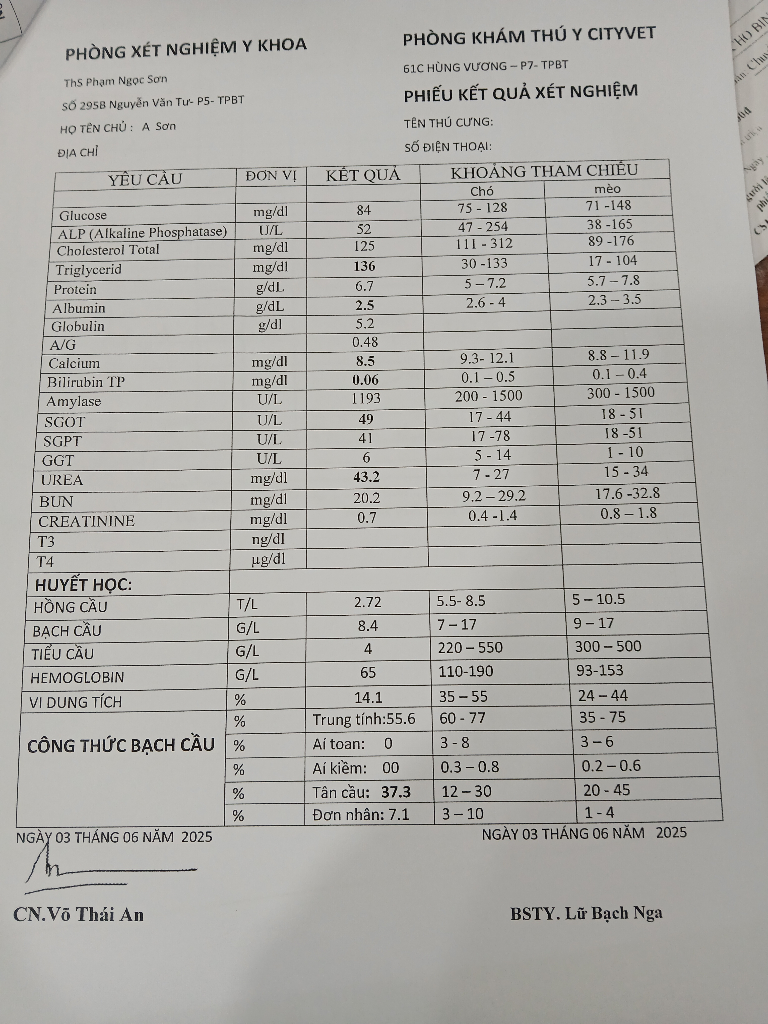 PHÒNG XÉT NGHIỆM Y KHOA
ThS Phạm Ngọc Sơn
SỐ 295B Nguyễn Văn Tư- P5- TPBT
HỌ TÊN CHỦ : A Sơn
ĐỊA CHỈ
PHÒNG KHÁM THÚ Y CITYVET
61C HÙNG VƯƠNG – P7- TPBT
PHIẾU KẾT QUẢ XÉT NGHIỆM
TÊN THÚ CƯNG:
SỐ ĐIỆN THOẠI:
YÊU CẦU ĐƠN VỊ KẾT QUẢ KHOẢNG THAM CHIẾU
Chó mèo
Glucose mg/dl 84 75 - 128 71 -148
ALP (Alkaline Phosphatase) U/L 52 47 - 254 38 -165
Cholesterol Total mg/dl 125 111 - 312 89 -176
Triglycerid mg/dl 136 30 -133 17 - 104
Protein g/dL 6.7 5 – 7.2 5.7 – 7.8
Albumin g/dL 2.5 2.6 - 4 2.3 – 3.5
Globulin g/dl 5.2
A/G 0.48
Calcium mg/dl 8.5 9.3- 12.1 8.8 – 11.9
Bilirubin TP mg/dl 0.06 0.1 – 0.5 0.1 – 0.4
Amylase U/L 1193 200 - 1500 300 - 1500
SGOT U/L 49 17 - 44 18 - 51
SGPT U/L 41 17 -78 18 -51
GGT U/L 6 5 - 14 1 - 10
UREA mg/dl 43.2 7 - 27 15 - 34
BUN mg/dl 20.2 9.2 – 29.2 17.6 -32.8
CREATININE mg/dl 0.7 0.4 -1.4 0.8 – 1.8
T3 ng/dl
T4 µg/dl
HUYẾT HỌC:
HỒNG CẦU T/L 2.72 5.5- 8.5 5 – 10.5
BẠCH CẦU G/L 8.4 7 – 17 9 – 17
TIỂU CẦU G/L 4 220 – 550 300 – 500
HEMOGLOBIN G/L 65 110-190 93-153
VI DUNG TÍCH % 14.1 35 – 55 24 – 44
CÔNG THỨC BẠCH CẦU
% Trung tính:55.6 60 - 77 35 - 75
% Aí toan: 0 3 - 8 3 – 6
% Aí kiềm: 00 0.3 – 0.8 0.2 – 0.6
% Tân cầu: 37.3 12 – 30 20 - 45
% Đơn nhân: 7.1 3 – 10 1 - 4
NGÀY 03 THÁNG 06 NĂM 2025
NGÀY 03 THÁNG 06 NĂM 2025
CN.Võ Thái An
BSTY. Lữ Bạch Nga